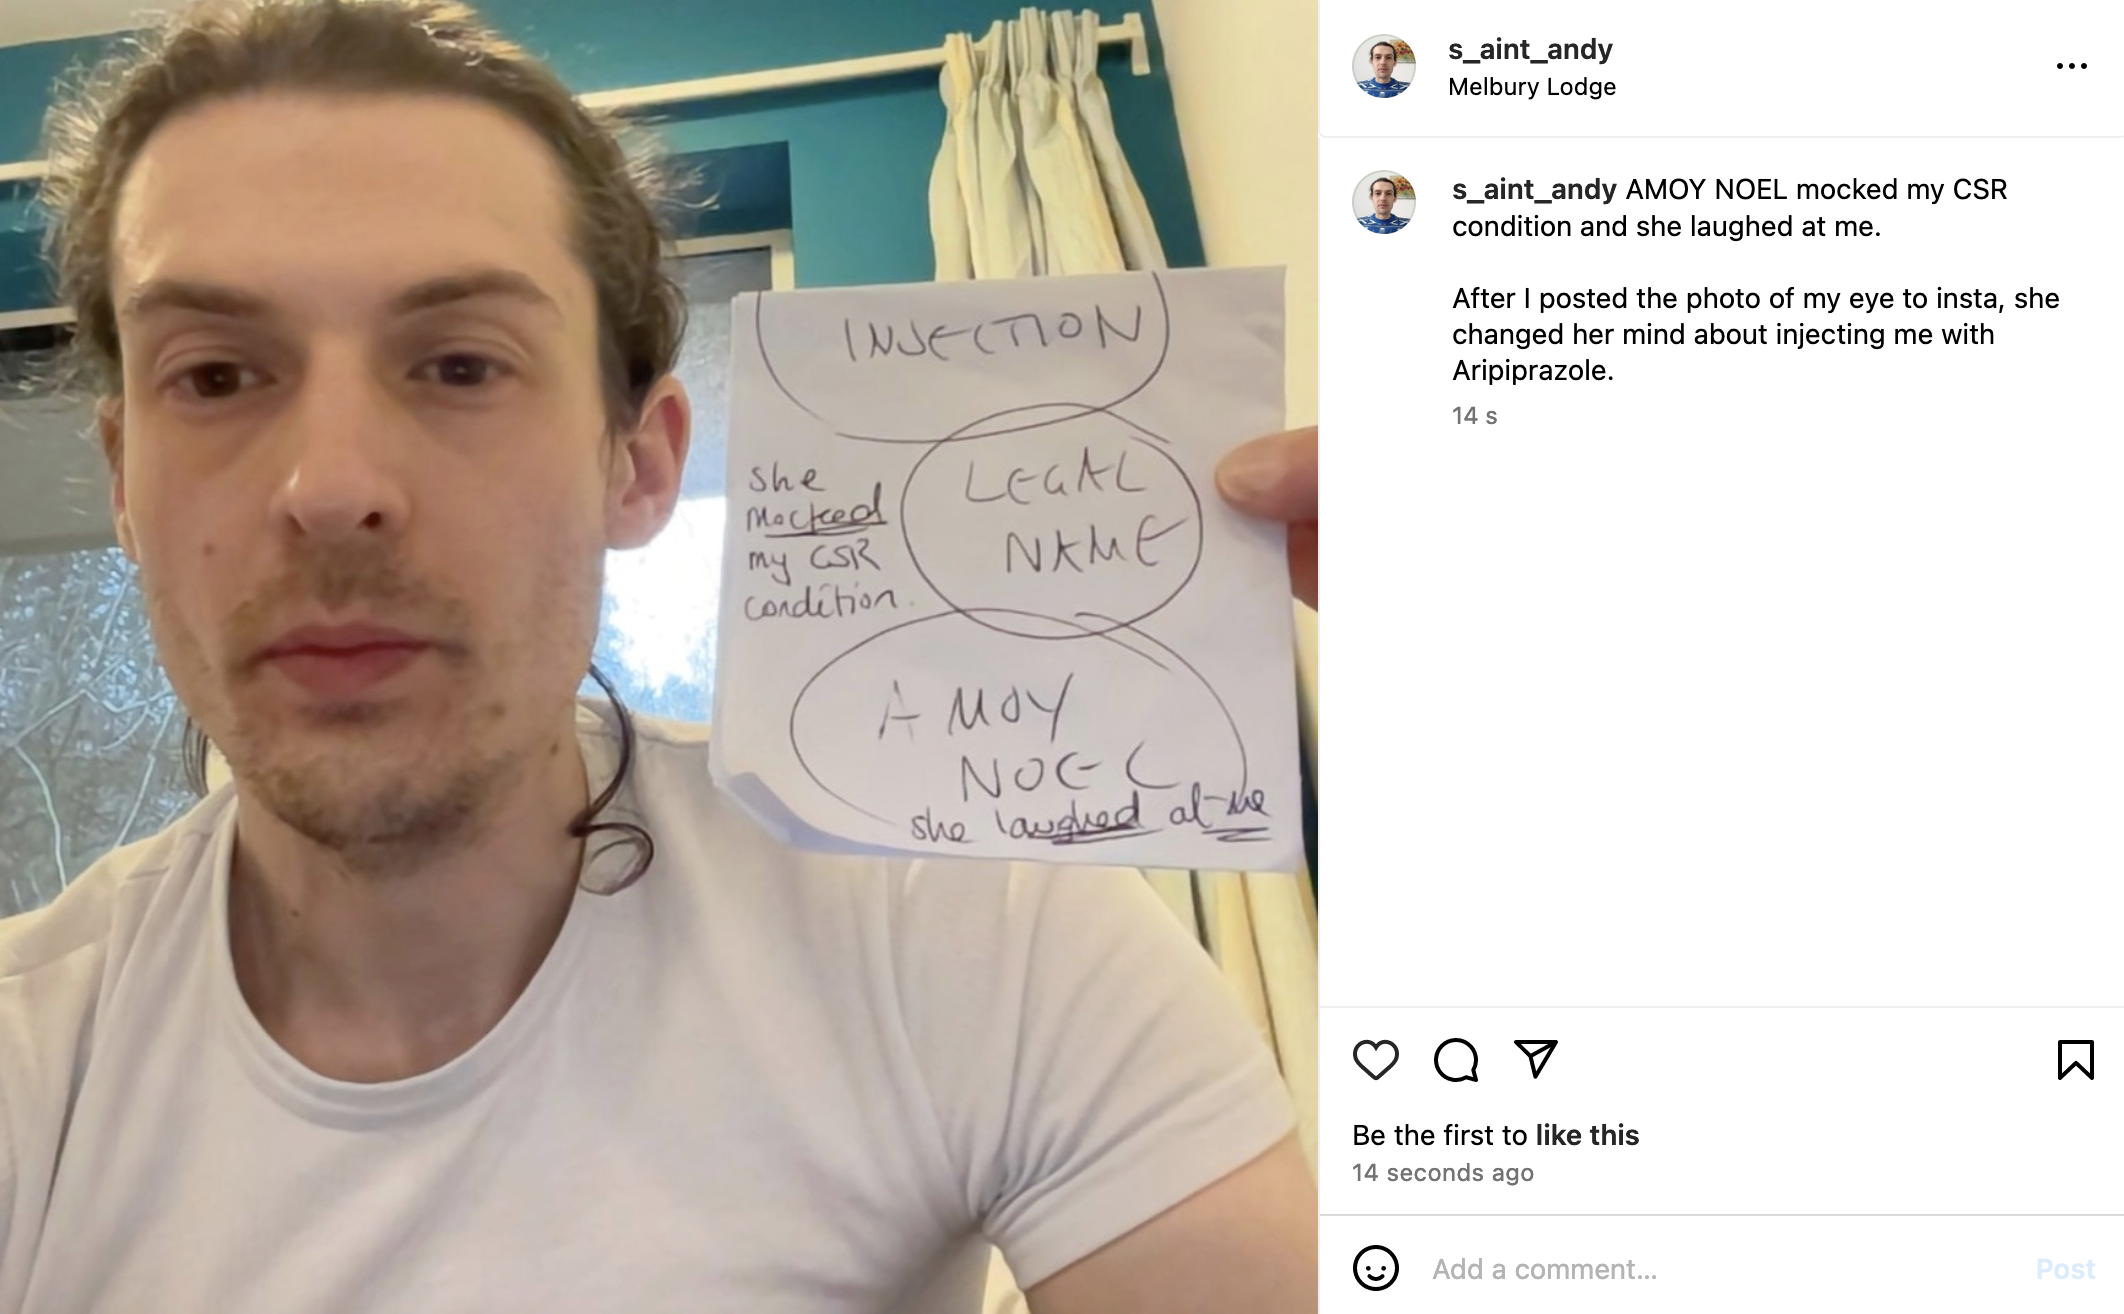 INJECTION
she
mocked
my CSR
condition.
LEGAL
NAME
AMOY
NOEL
she laughed at me
s_aint_andy
Melbury Lodge
s_aint_andy AMOY NOEL mocked my CSR
condition and she laughed at me.
After I posted the photo of my eye to insta, she
changed her mind about injecting me with
Aripiprazole.
14 s
Be the first to like this
14 seconds ago
Add a comment...
Post